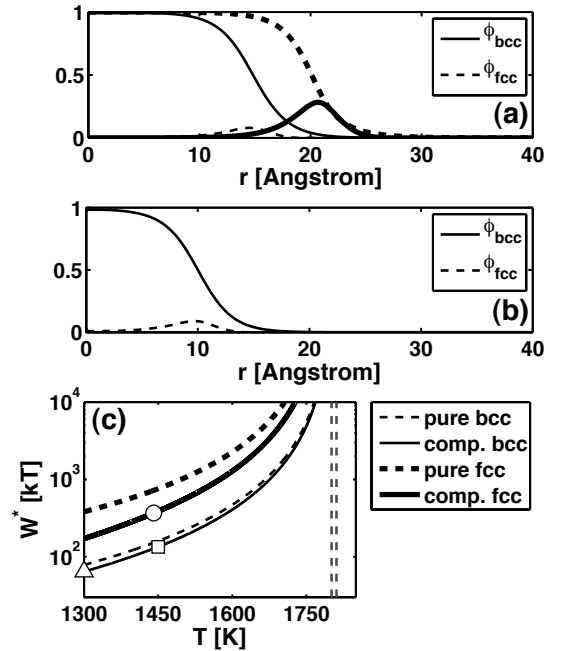 1
0.5
0
0 10 20 30 40
r [Angstrom]
ϕbcc
ϕfcc
(a)
1
0.5
0
0 10 20 30 40
r [Angstrom]
ϕbcc
ϕfcc
(b)
(c)
10^4
10^3
10^2
W* [kT]
1300 1450 1600 1750
T [K]
pure bcc
comp. bcc
pure fcc
comp. fcc